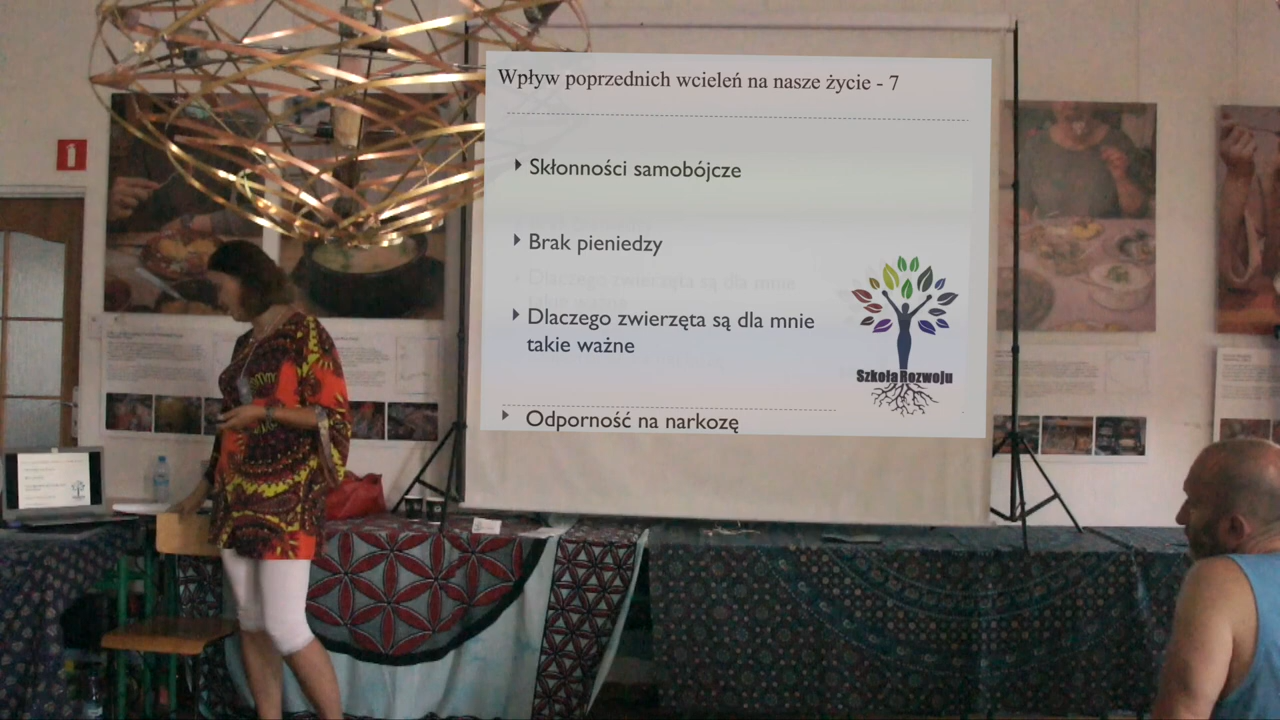 Wpływ poprzednich wcieleń na nasze życie - 7
Skłonności samobójcze
Brak pieniedzy
Dlaczego zwierzęta są dla mnie
takie ważne
Szkoła Rozwoju
Odporność na narkozę